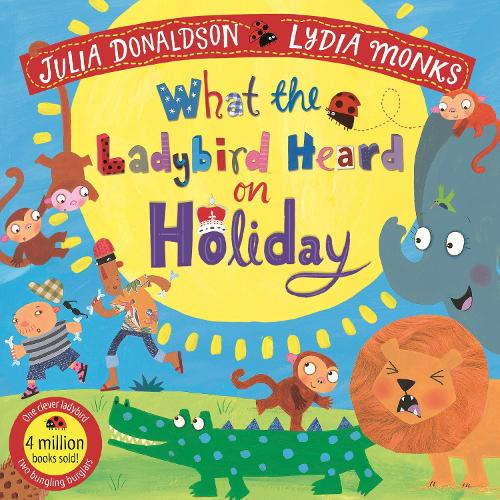 JULIA DONALDSON LYDIA MONKS
What the
Ladybird Heard
on
Holiday
One clever ladybird
4 million
books sold!
two bungling burglars